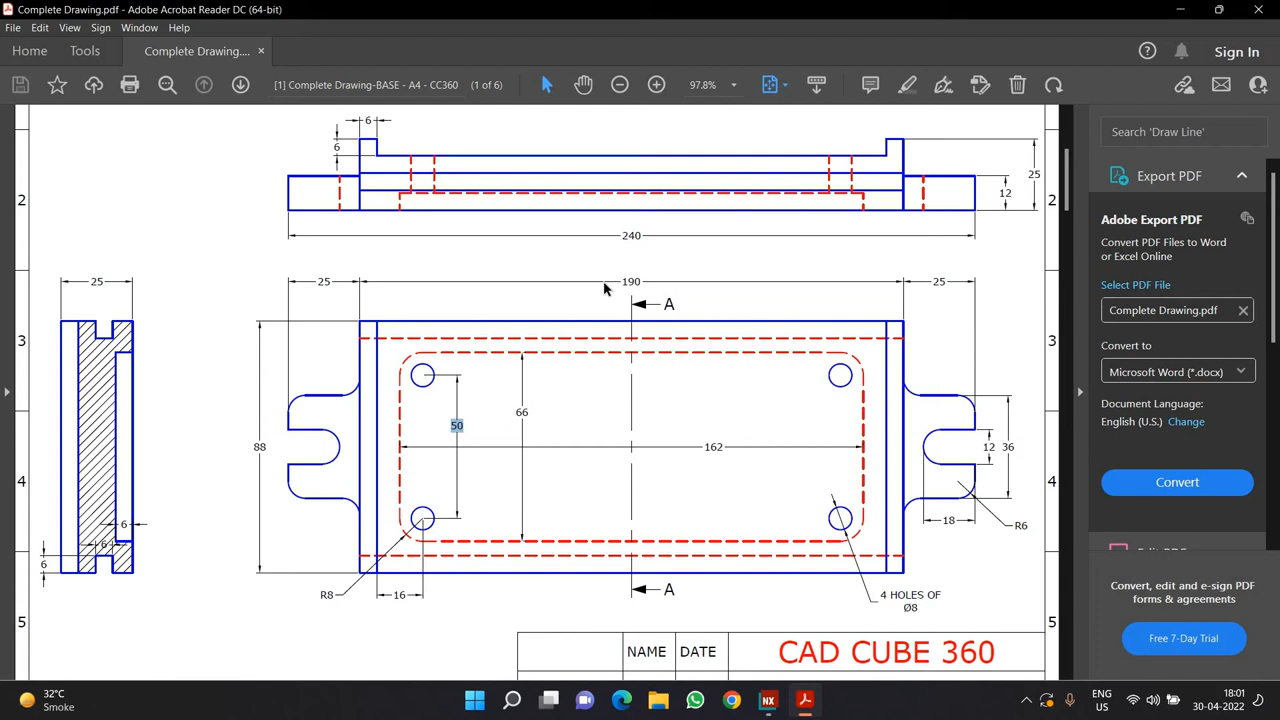 Complete Drawing.pdf - Adobe Acrobat Reader DC (64-bit)
File Edit View Sign Window Help
Home Tools Complete Drawing.... ×
Sign In
[1] Complete Drawing-BASE - A4 - CC360 (1 of 6)
97.8%
Search 'Draw Line'
Export PDF
Adobe Export PDF
Convert PDF Files to Word
or Excel Online
Select PDF File
Complete Drawing.pdf
Convert to
Microsoft Word (*.docx)
Document Language:
English (U.S.) Change
Convert
Convert, edit and e-sign PDF
forms & agreements
Free 7-Day Trial
6
6
25
12
2
2
240
25
25
190
25
A
3
3
88
50
66
162
12
36
4
4
18
R6
6
6
6
R8
16
A
4 HOLES OF
Ø8
5
5
NAME DATE CAD CUBE 360
32°C
Smoke
ENG
US
18:01
30-04-2022